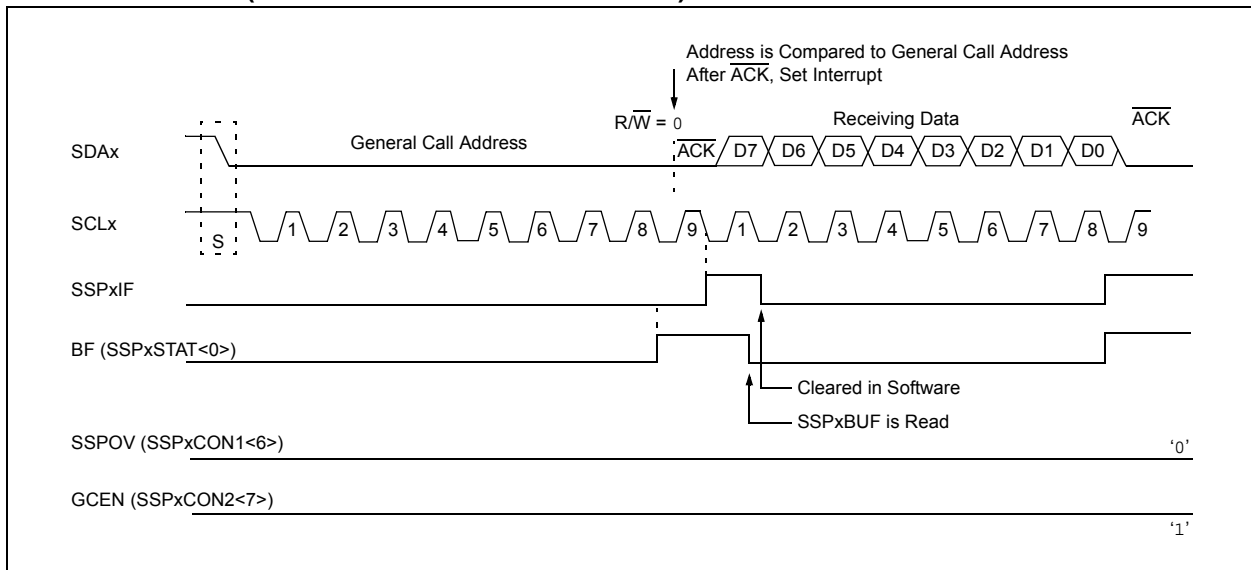 Address is Compared to General Call Address
After ACK, Set Interrupt
R/W = 0
Receiving Data
ACK
SDAx
General Call Address
ACK D7 D6 D5 D4 D3 D2 D1 D0
SCLx
S
1 2 3 4 5 6 7 8 9 1 2 3 4 5 6 7 8 9
SSPxIF
BF (SSPxSTAT<0>)
Cleared in Software
SSPxBUF is Read
SSPOV (SSPxCON1<6>)
‘0’
GCEN (SSPxCON2<7>)
‘1’